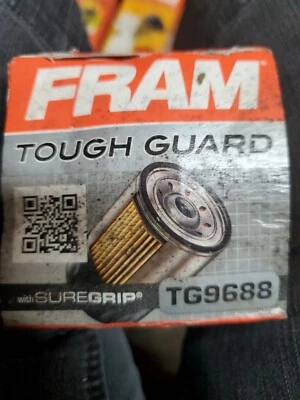 FRAM
TOUGH GUARD
with SUREGRIP®
TG9688